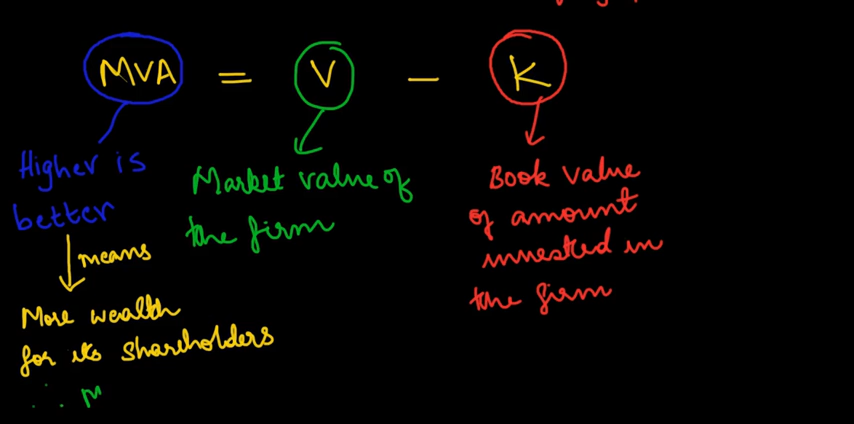 MVA = V - K
Higher is
better
means
More wealth
for its shareholders
∴ M
Market value of
the firm
Book value
of amount
invested in
the firm